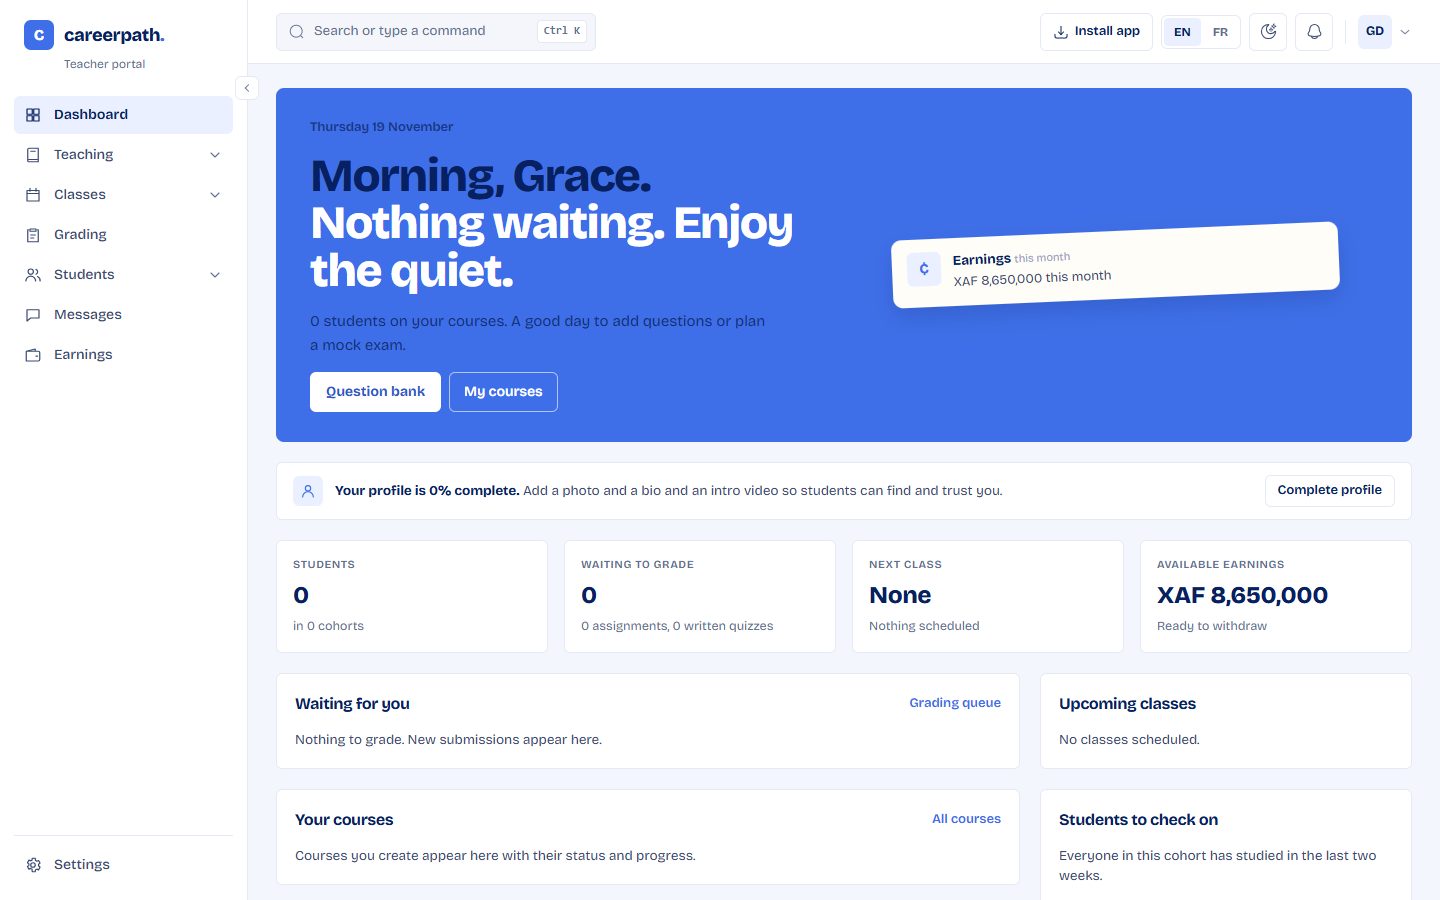 C careerpath.
Teacher portal
Search or type a command
Ctrl K
Install app
EN
FR
GD
Dashboard
Teaching
Classes
Grading
Students
Messages
Earnings
Settings
Thursday 19 November
Morning, Grace.
Nothing waiting. Enjoy
the quiet.
0 students on your courses. A good day to add questions or plan
a mock exam.
Question bank
My courses
¢
Earnings this month
XAF 8,650,000 this month
Your profile is 0% complete. Add a photo and a bio and an intro video so students can find and trust you.
Complete profile
STUDENTS
0
in 0 cohorts
WAITING TO GRADE
0
0 assignments, 0 written quizzes
NEXT CLASS
None
Nothing scheduled
AVAILABLE EARNINGS
XAF 8,650,000
Ready to withdraw
Waiting for you
Grading queue
Nothing to grade. New submissions appear here.
Upcoming classes
No classes scheduled.
Your courses
All courses
Courses you create appear here with their status and progress.
Students to check on
Everyone in this cohort has studied in the last two
weeks.